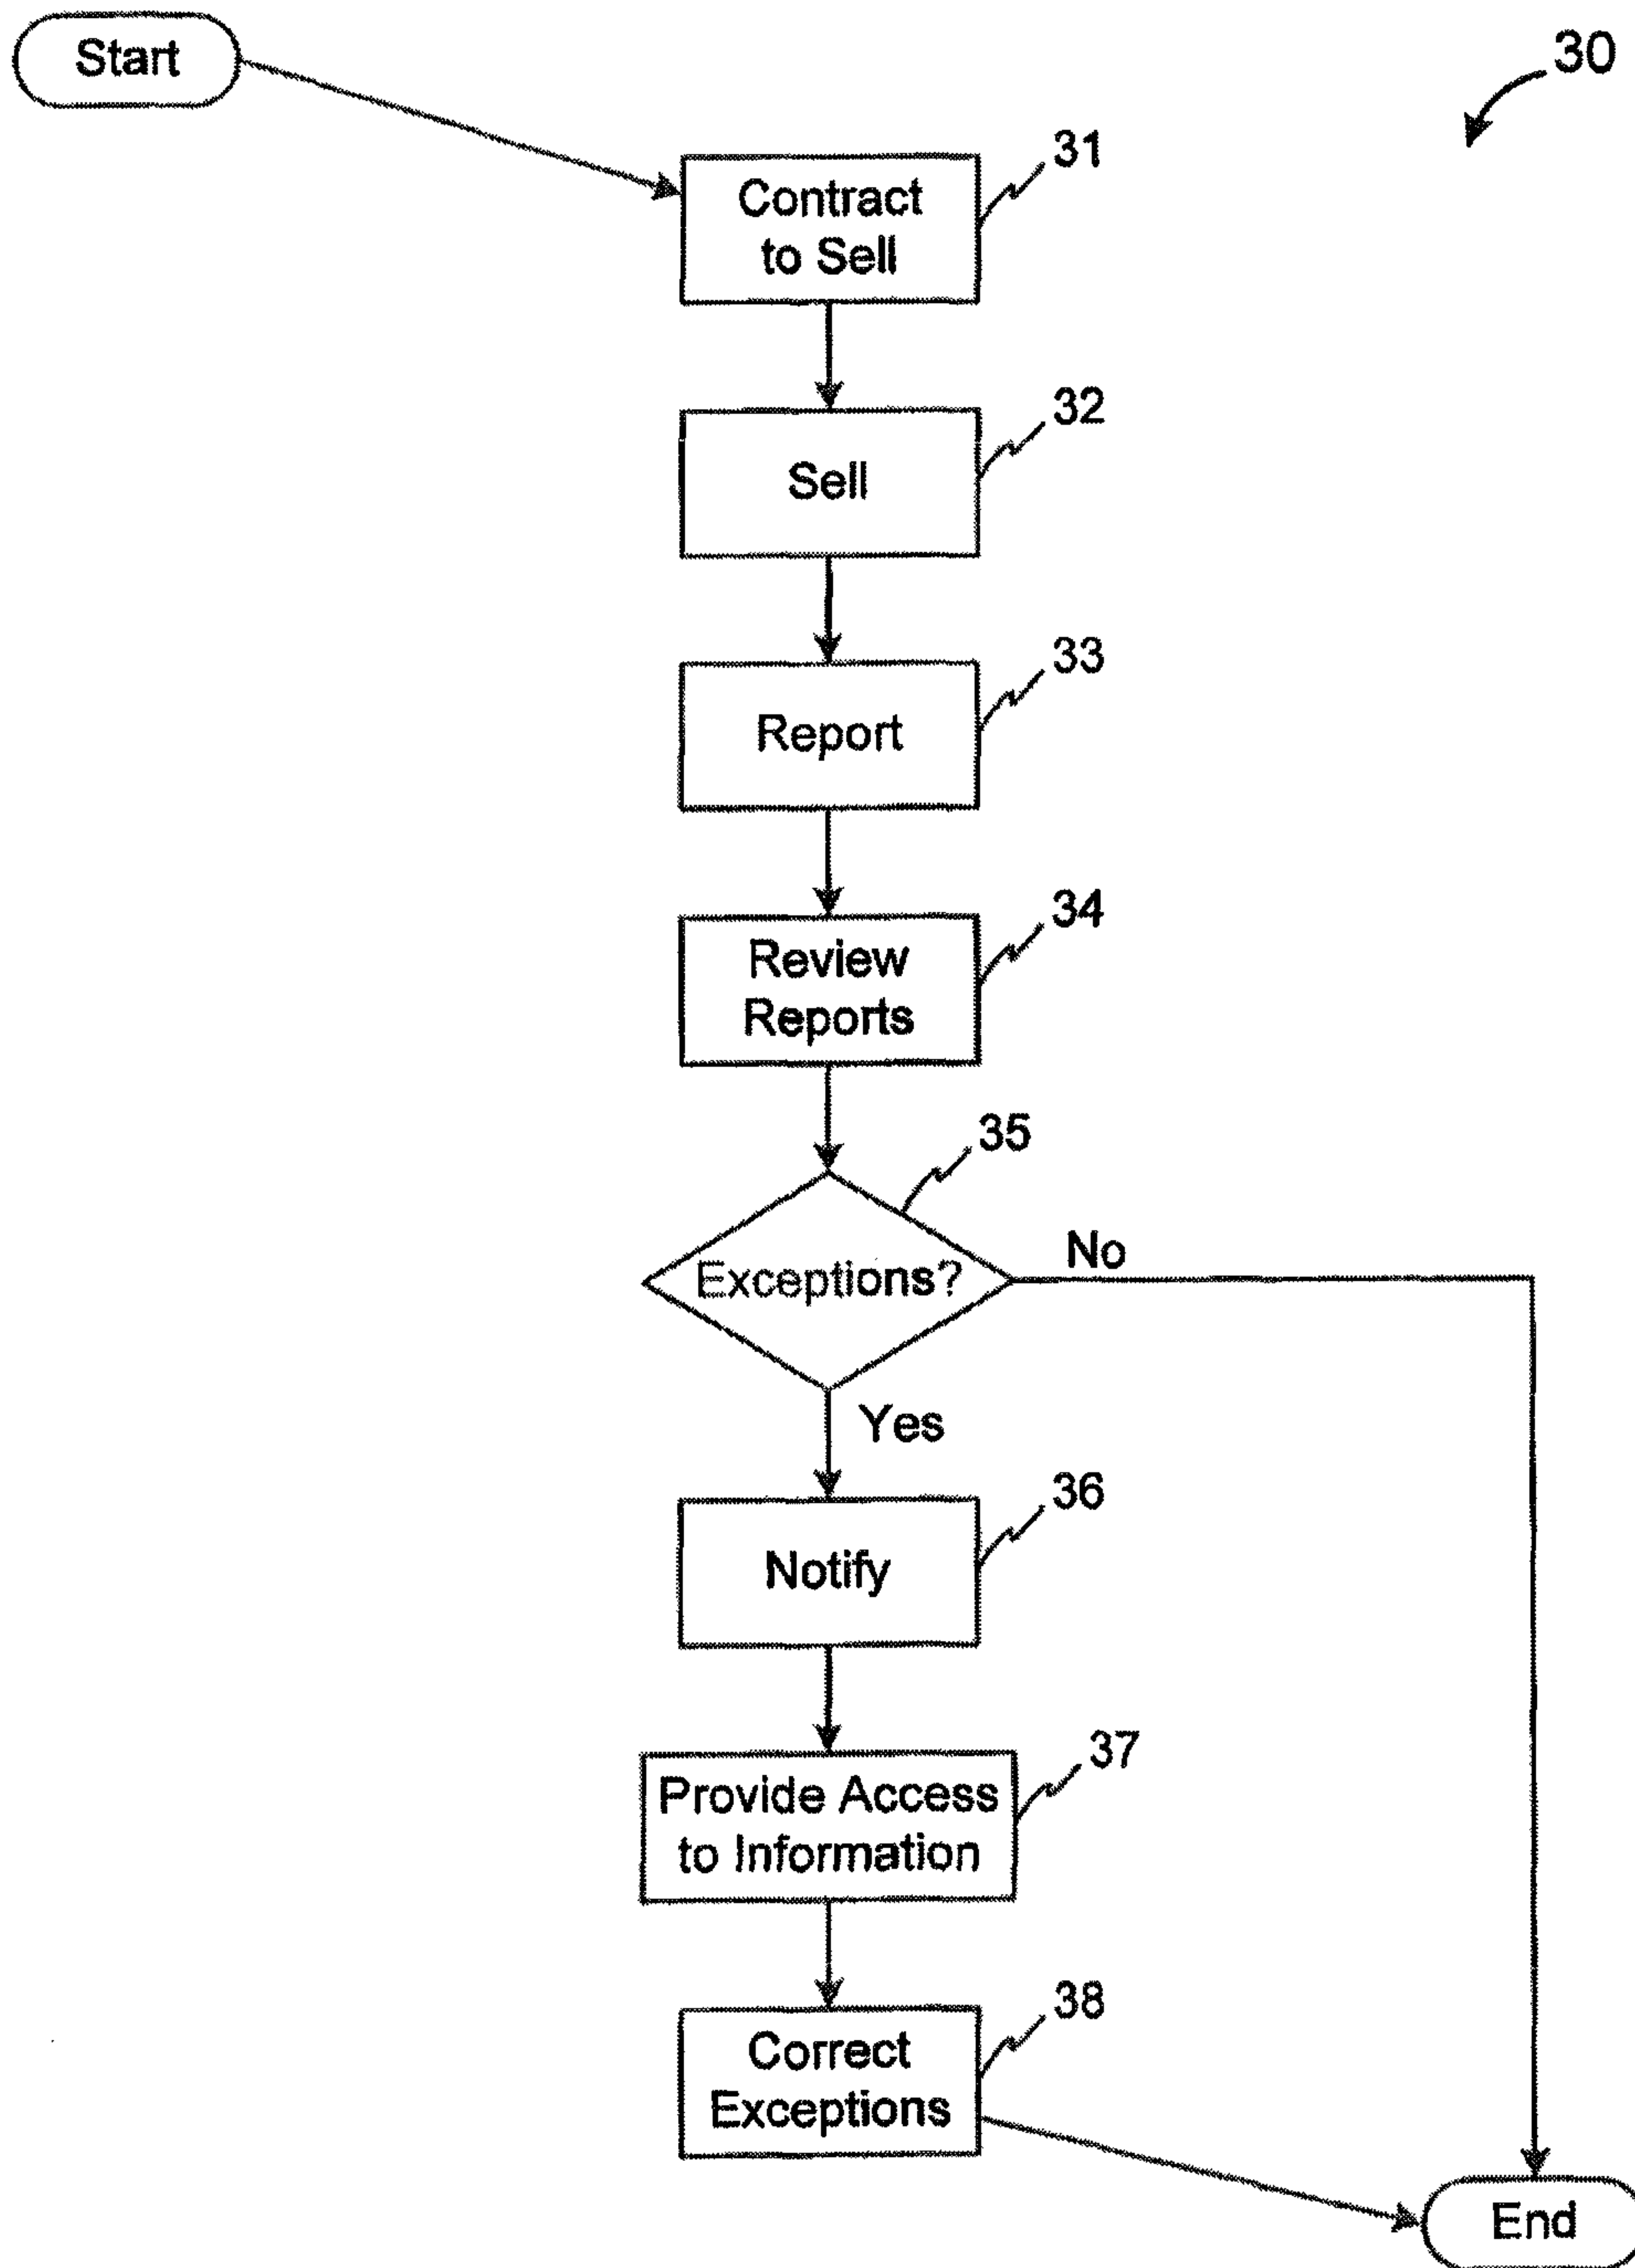 Start
30
31
Contract
to Sell
32
Sell
33
Report
34
Review
Reports
35
Exceptions?
No
Yes
36
Notify
37
Provide Access
to Information
38
Correct
Exceptions
End